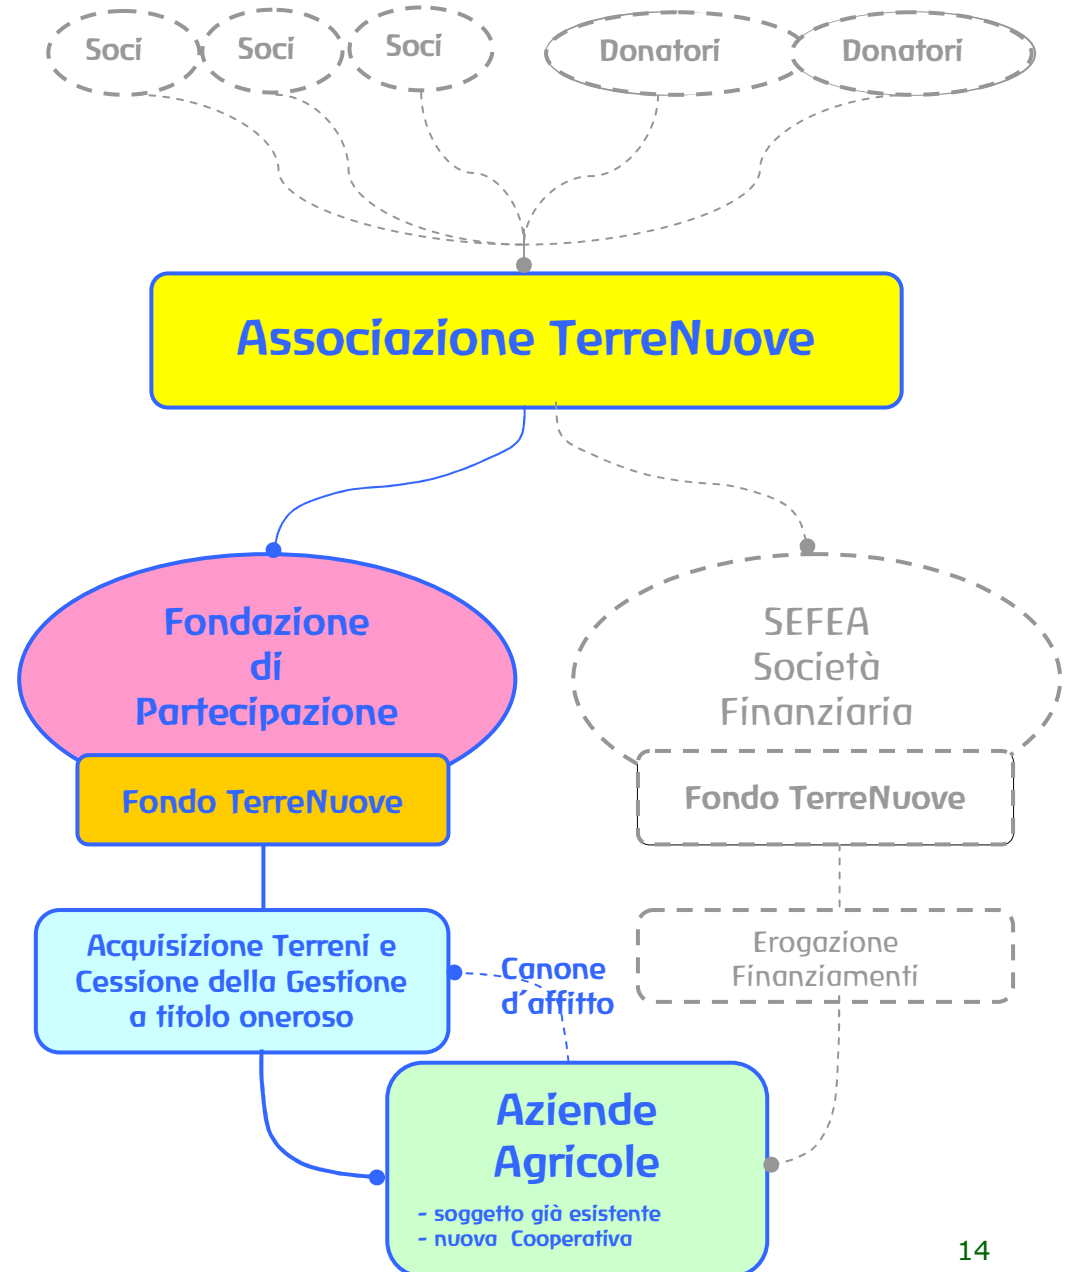 Soci
Soci
Soci
Donatori
Donatori
Associazione TerreNuove
Fondazione
di
Partecipazione
SEFEA
Società
Finanziaria
Fondo TerreNuove
Fondo TerreNuove
Acquisizione Terreni e
Cessione della Gestione
a titolo oneroso
Canone
d´affitto
Erogazione
Finanziamenti
Aziende
Agricole
- soggetto già esistente
- nuova  Cooperativa
14